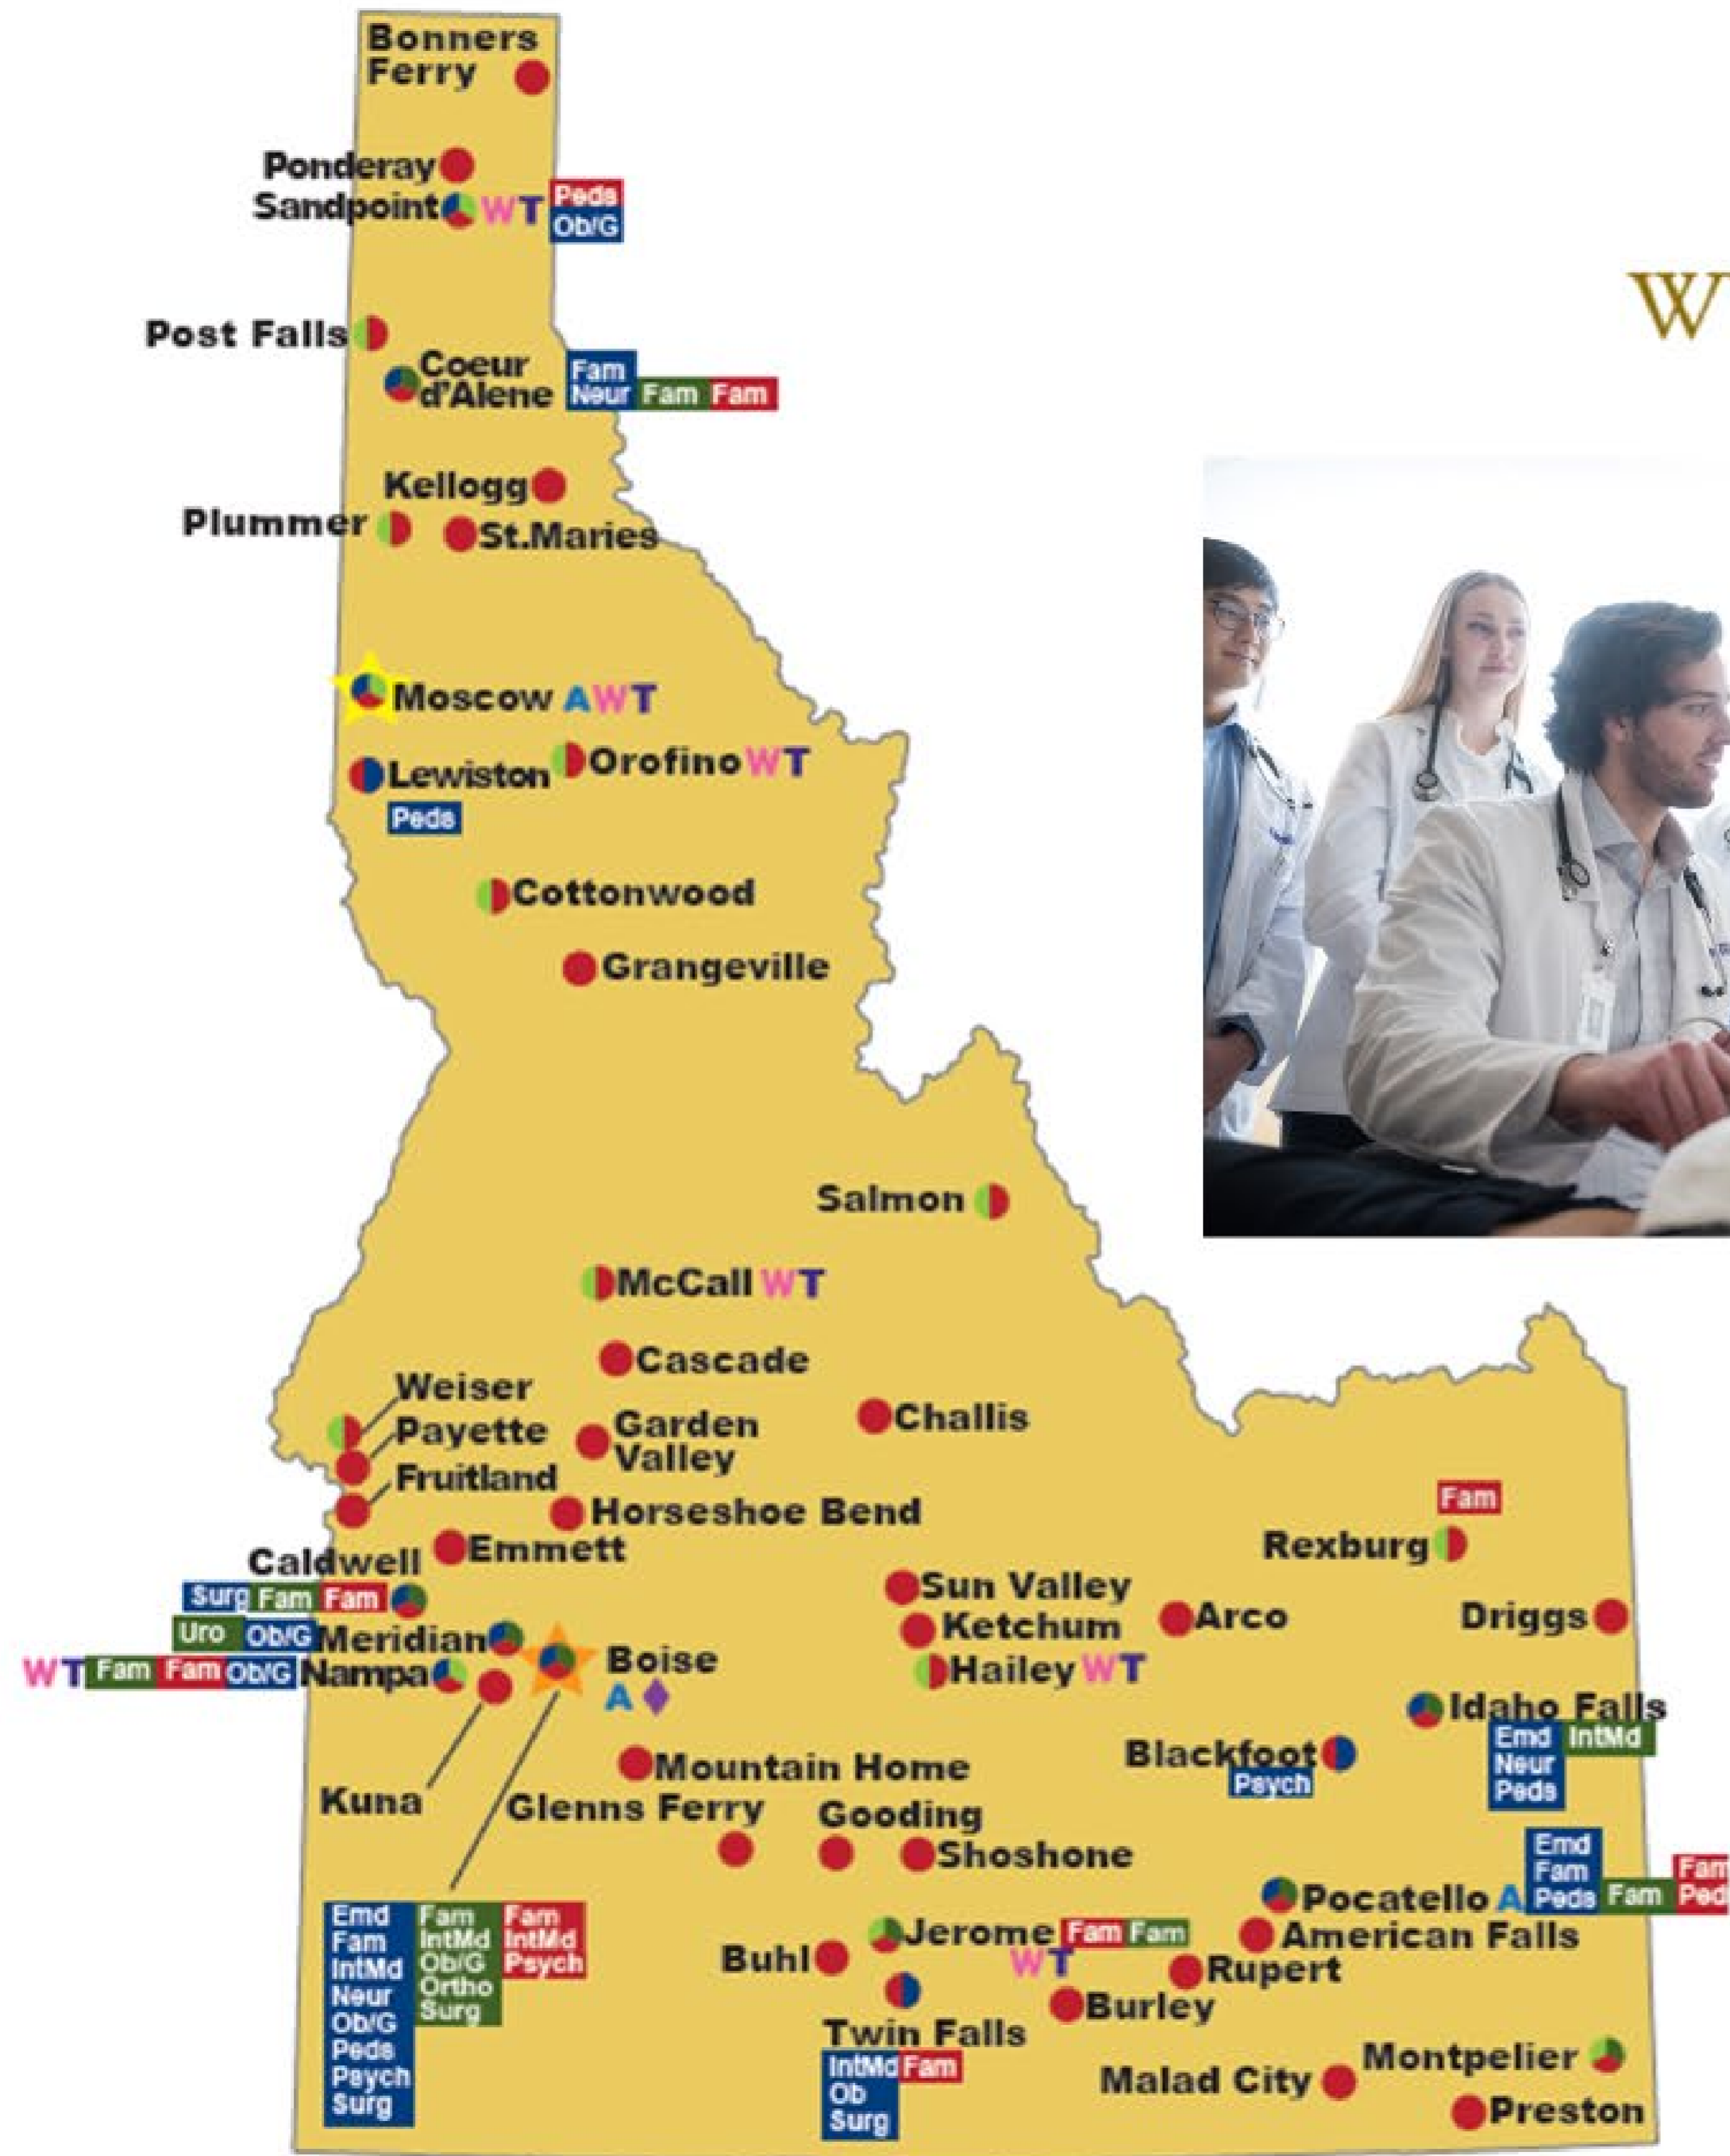 Bonners
Ferry
Ponderay
Sandpoint WT Peds
Ob/G
Post Falls
Coeur
d'Alene
Fam
Neur Fam Fam
Kellogg
Plummer
St.Maries
Moscow AWT
Orofino WT
Lewiston
Peds
Cottonwood
Grangeville
Salmon
McCall WT
Cascade
Weiser
Payette
Fruitland
Garden
Valley
Challis
Horseshoe Bend
Emmett
Fam
Rexburg
Caldwell
Surg Fam Fam
Uro Ob/G Meridian
WT Fam Fam Ob/G Nampa
Boise
A
Sun Valley
Ketchum
Hailey WT
Arco
Driggs
Idaho Falls
Emd IntMd
Neur
Peds
Blackfoot
Psych
Kuna
Mountain Home
Glenns Ferry
Gooding
Shoshone
Emd
Fam Fam
Pocatello A Peds Fam Ped
American Falls
Jerome Fam Fam
WT
Buhl
Rupert
Burley
Twin Falls
IntMd Fam
Ob
Surg
Malad City
Montpelier
Preston
Emd Fam Fam
Fam IntMd IntMd
IntMd Ob/G Psych
Neur Ortho
Ob/G Surg
Peds
Psych
Surg
W